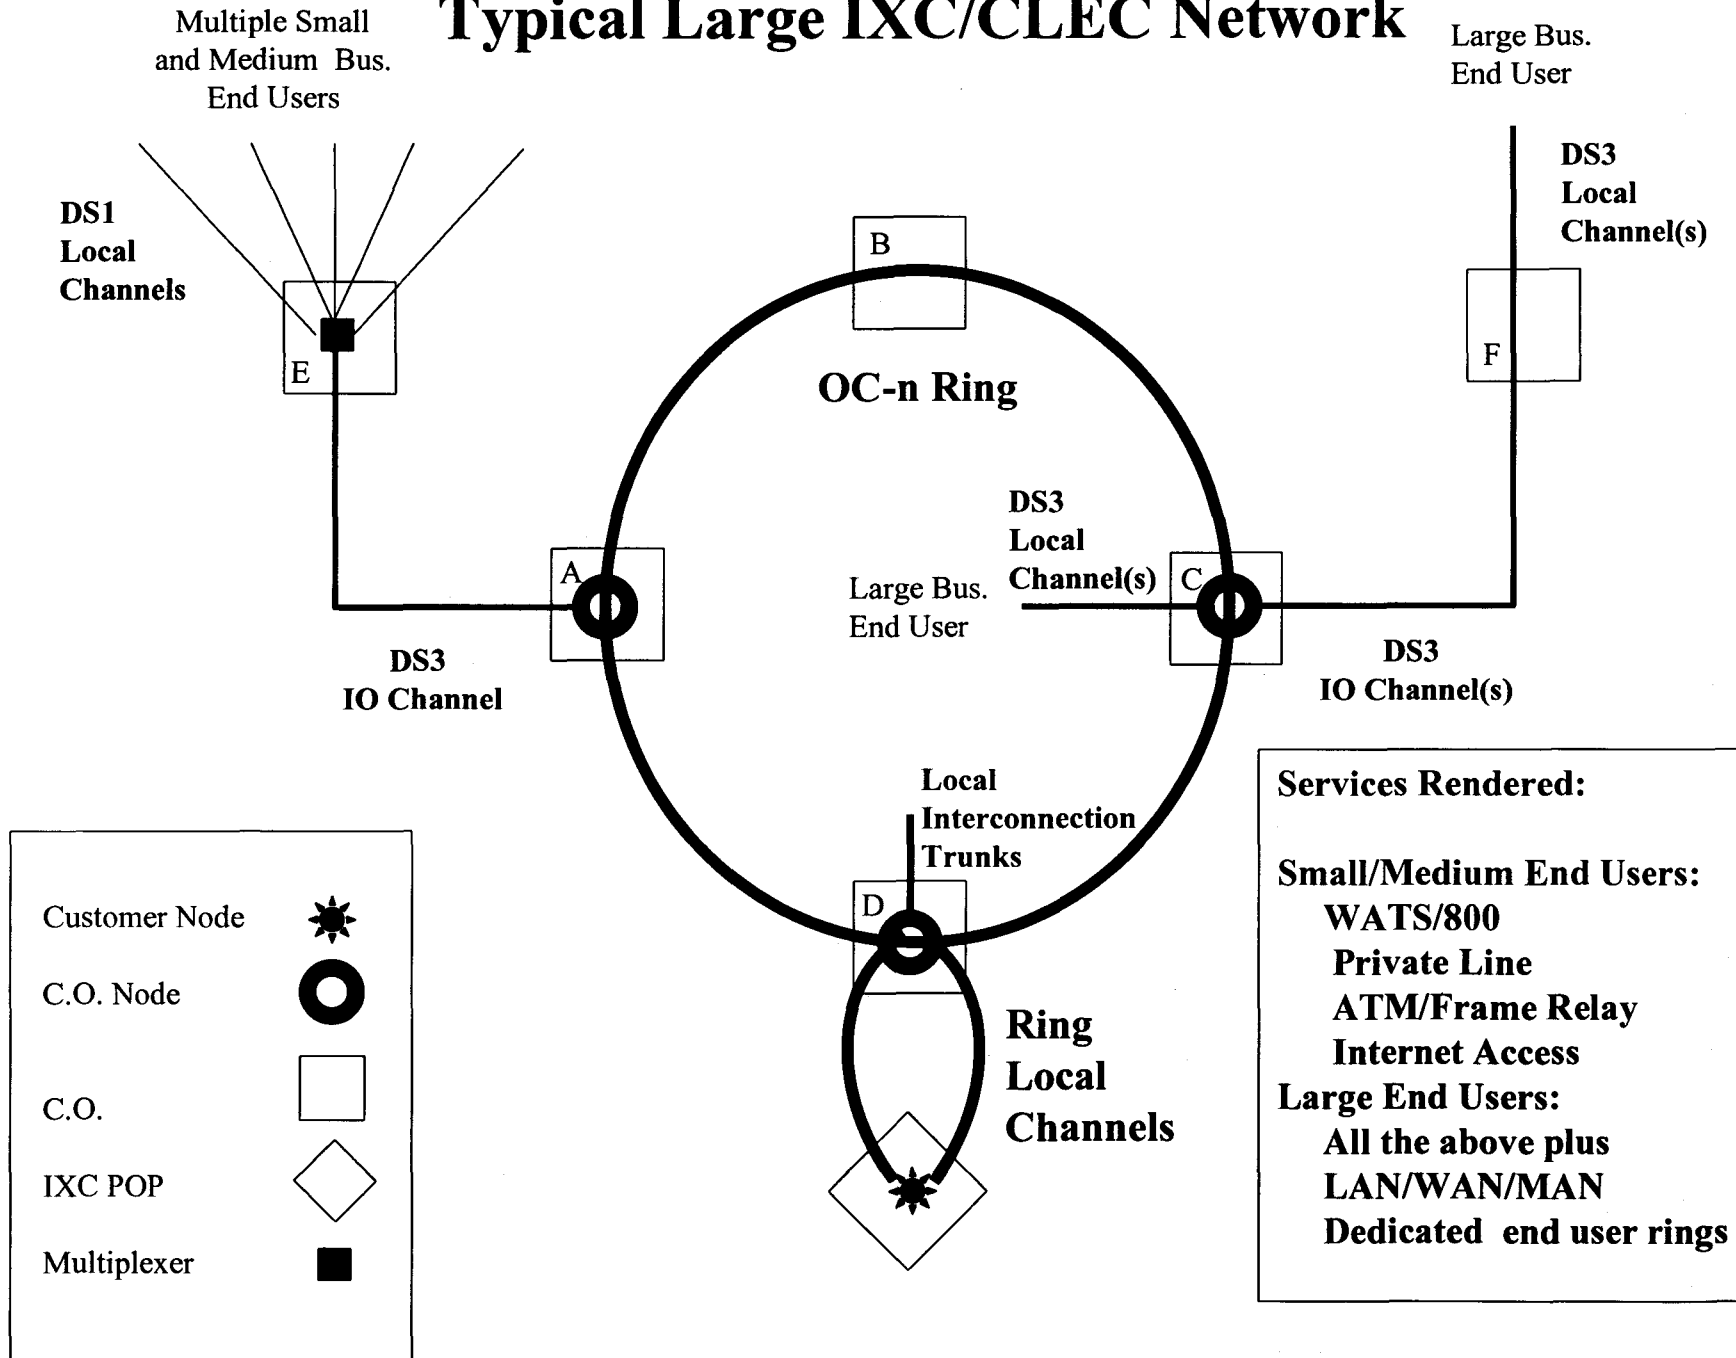 Typical Large IXC/CLEC Network
Multiple Small
and Medium Bus.
End Users
Large Bus.
End User
DS1
Local
Channels
DS3
Local
Channel(s)
B
E
F
OC-n Ring
A
DS3
Local
Channel(s)
Large Bus.
End User
C
DS3
IO Channel
DS3
IO Channel(s)
Local
Interconnection
Trunks
D
Ring
Local
Channels
Customer Node
C.O. Node
C.O.
IXC POP
Multiplexer
Services Rendered:
Small/Medium End Users:
WATS/800
Private Line
ATM/Frame Relay
Internet Access
Large End Users:
All the above plus
LAN/WAN/MAN
Dedicated end user rings